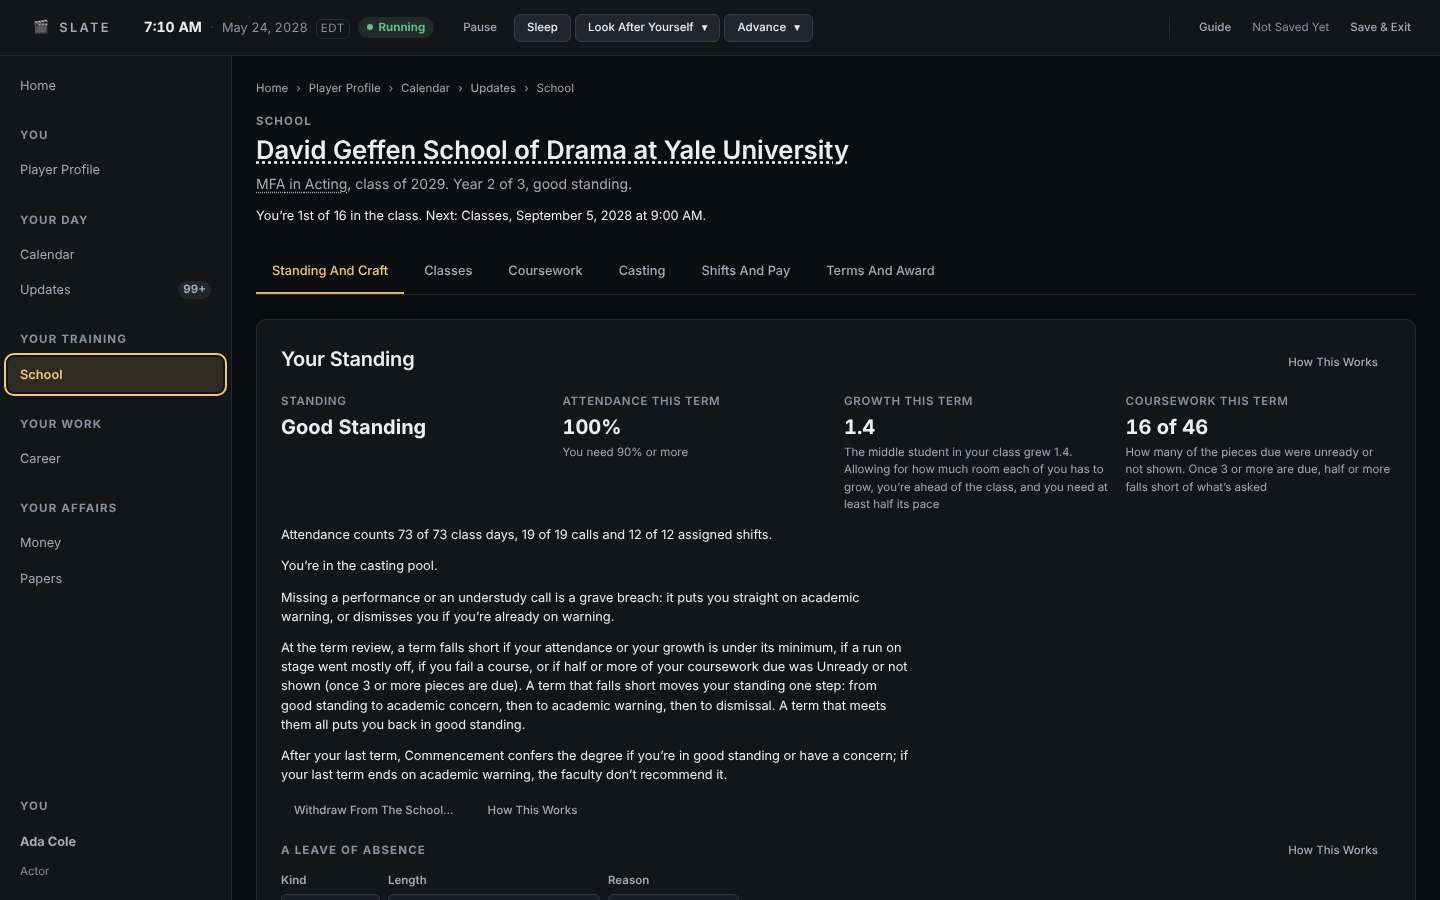 SLATE
7:10 AM · May 24, 2028 EDT Running
Pause Sleep Look After Yourself ▾ Advance ▾
Guide Not Saved Yet Save & Exit
Home
YOU
Player Profile
YOUR DAY
Calendar
Updates 99+
YOUR TRAINING
School
YOUR WORK
Career
YOUR AFFAIRS
Money
Papers
YOU
Ada Cole
Actor
Home › Player Profile › Calendar › Updates › School
SCHOOL
David Geffen School of Drama at Yale University
MFA in Acting, class of 2029. Year 2 of 3, good standing.
You're 1st of 16 in the class. Next: Classes, September 5, 2028 at 9:00 AM.
Standing And Craft Classes Coursework Casting Shifts And Pay Terms And Award
Your Standing How This Works
STANDING
Good Standing
ATTENDANCE THIS TERM
100%
You need 90% or more
GROWTH THIS TERM
1.4
The middle student in your class grew 1.4.
Allowing for how much room each of you has to
grow, you're ahead of the class, and you need at
least half its pace
COURSEWORK THIS TERM
16 of 46
How many of the pieces due were unready or
not shown. Once 3 or more are due, half or more
falls short of what's asked
Attendance counts 73 of 73 class days, 19 of 19 calls and 12 of 12 assigned shifts.
You're in the casting pool.
Missing a performance or an understudy call is a grave breach: it puts you straight on academic
warning, or dismisses you if you're already on warning.
At the term review, a term falls short if your attendance or your growth is under its minimum, if a run on
stage went mostly off, if you fail a course, or if half or more of your coursework due was Unready or not
shown (once 3 or more pieces are due). A term that falls short moves your standing one step: from
good standing to academic concern, then to academic warning, then to dismissal. A term that meets
them all puts you back in good standing.
After your last term, Commencement confers the degree if you're in good standing or have a concern; if
your last term ends on academic warning, the faculty don't recommend it.
Withdraw From The School... How This Works
A LEAVE OF ABSENCE How This Works
Kind Length Reason